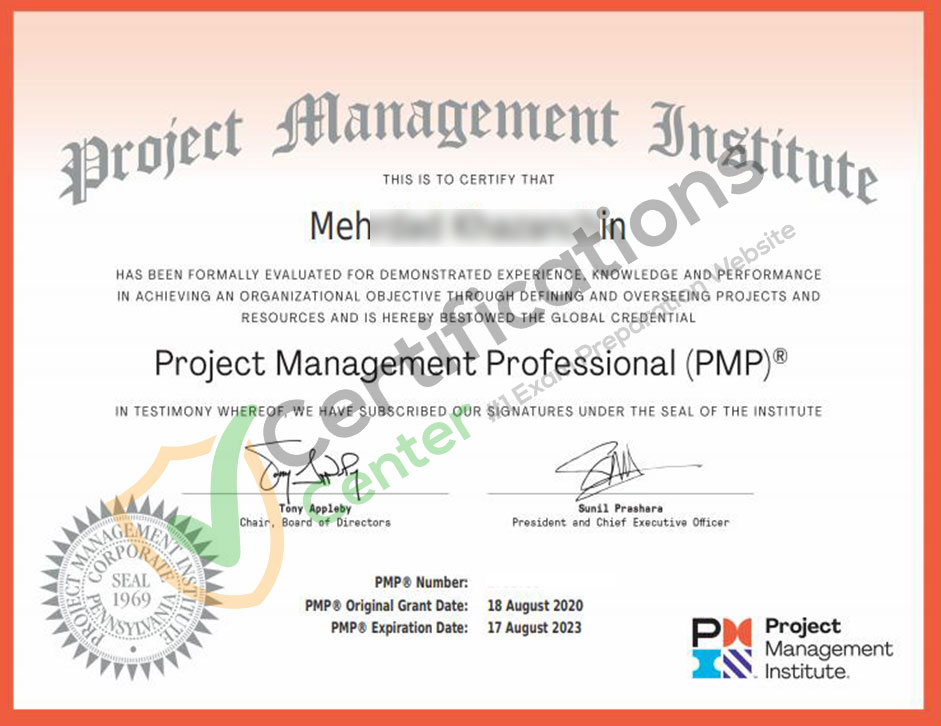 Project Management Institute
THIS IS TO CERTIFY THAT
Meh in
HAS BEEN FORMALLY EVALUATED FOR DEMONSTRATED EXPERIENCE, KNOWLEDGE AND PERFORMANCE
IN ACHIEVING AN ORGANIZATIONAL OBJECTIVE THROUGH DEFINING AND OVERSEEING PROJECTS AND
RESOURCES AND IS HEREBY BESTOWED THE GLOBAL CREDENTIAL
Project Management Professional (PMP)®
IN TESTIMONY WHEREOF, WE HAVE SUBSCRIBED OUR SIGNATURES UNDER THE SEAL OF THE INSTITUTE
Certifications
Center #1 Exam Preparation Website
Tony Appleby
Chair, Board of Directors
Sunil Prashara
President and Chief Executive Officer
PROJECT MANAGEMENT INSTITUTE
CORPORATE
SEAL
1969
PENNSYLVANIA
PMP® Number:
PMP® Original Grant Date: 18 August 2020
PMP® Expiration Date: 17 August 2023
Project
Management
Institute.